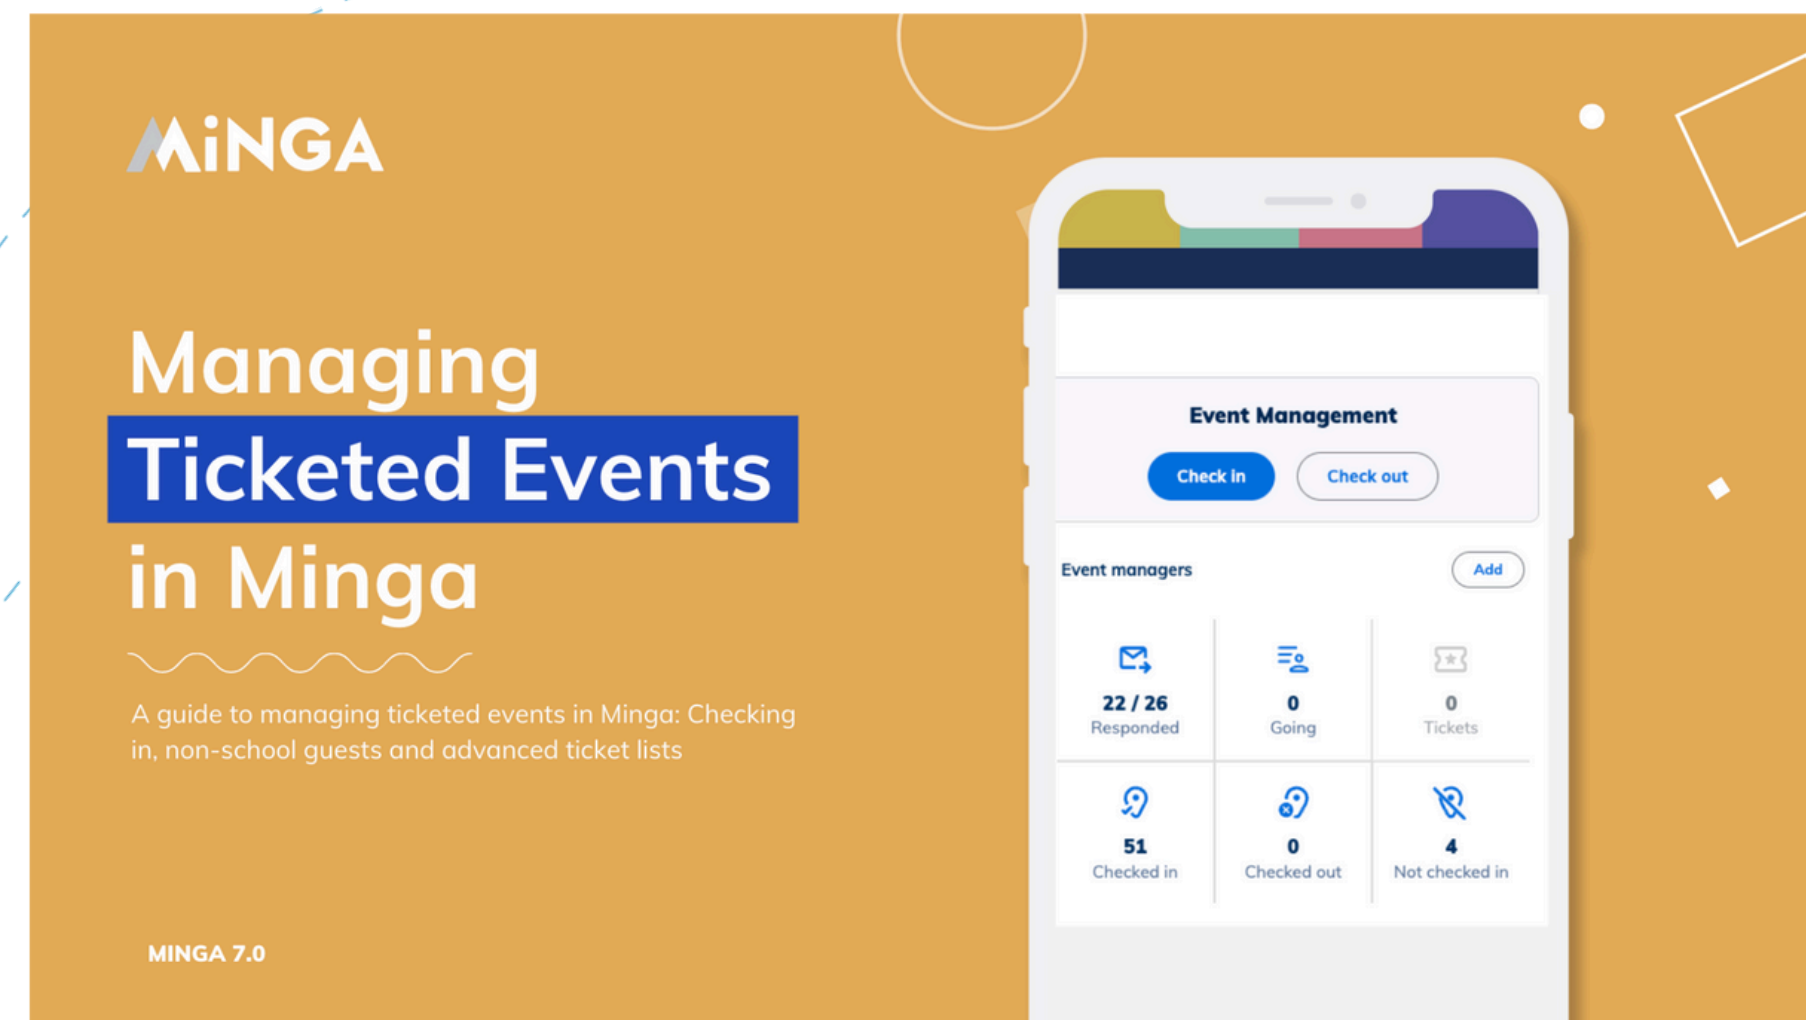 MiNGA
Managing
Ticketed Events
in Minga
A guide to managing ticketed events in Minga: Checking
in, non-school guests and advanced ticket lists
MINGA 7.0
Event Management
Check in
Check out
Event managers
Add
22 / 26
Responded
0
Going
0
Tickets
51
Checked in
0
Checked out
4
Not checked in